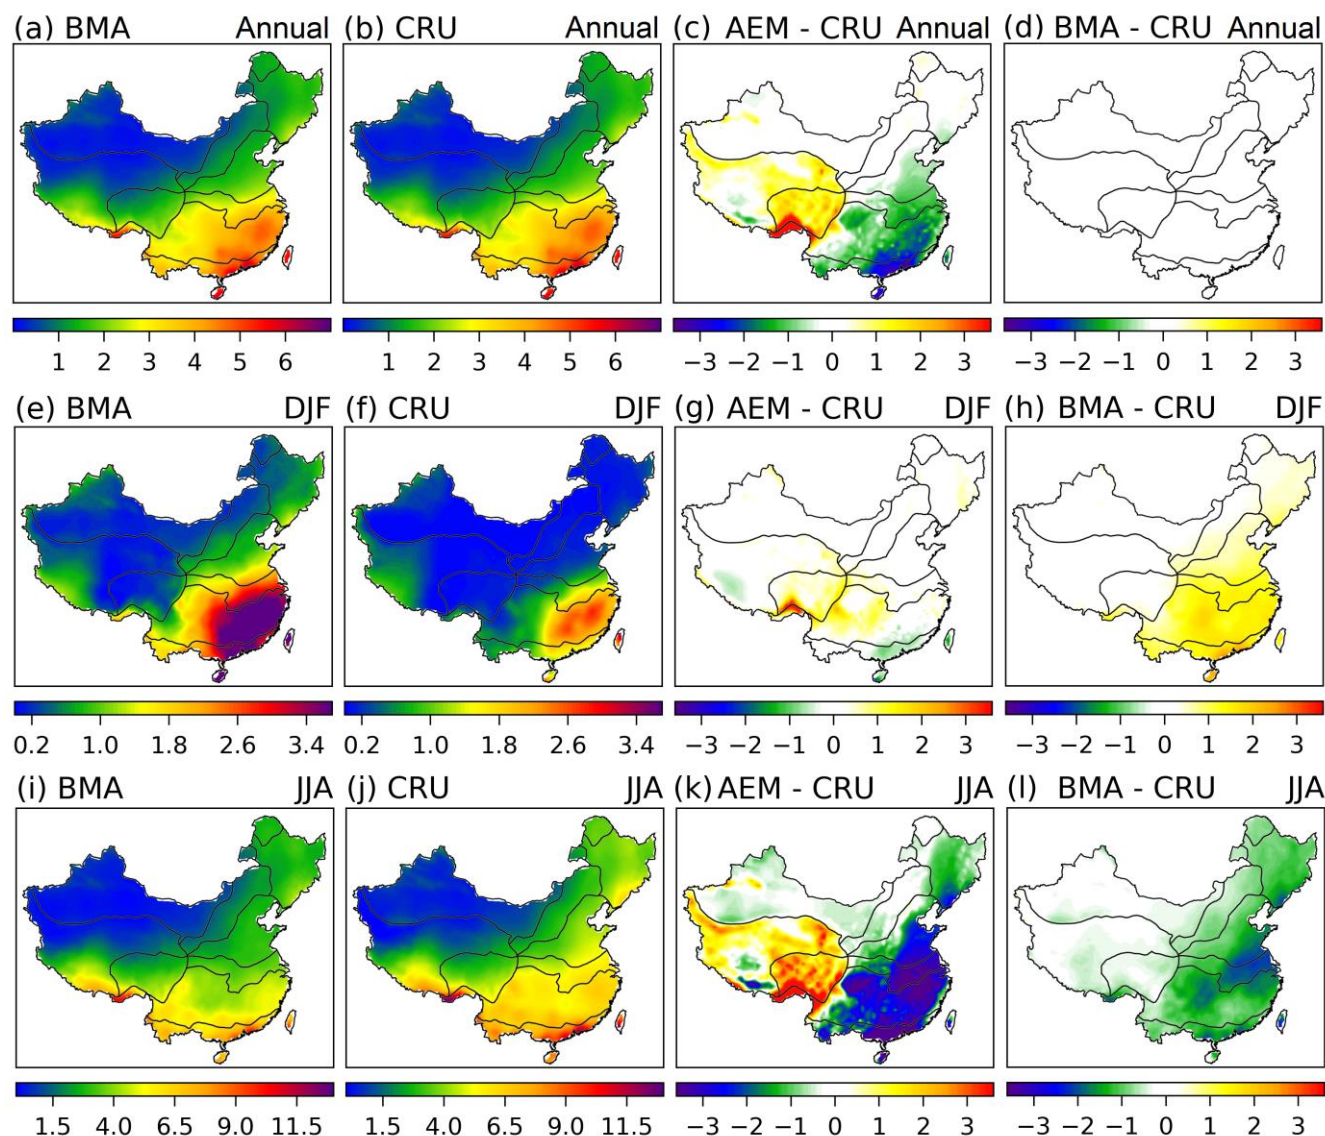 (a) BMA Annual (b) CRU Annual (c) AEM - CRU Annual (d) BMA - CRU Annual
1 2 3 4 5 6 1 2 3 4 5 6 −3 −2 −1 0 1 2 3 −3 −2 −1 0 1 2 3
(e) BMA DJF (f) CRU DJF (g) AEM - CRU DJF (h) BMA - CRU DJF
0.2 1.0 1.8 2.6 3.4 0.2 1.0 1.8 2.6 3.4 −3 −2 −1 0 1 2 3 −3 −2 −1 0 1 2 3
(i) BMA JJA (j) CRU JJA (k) AEM - CRU JJA (l) BMA - CRU JJA
1.5 4.0 6.5 9.0 11.5 1.5 4.0 6.5 9.0 11.5 −3 −2 −1 0 1 2 3 −3 −2 −1 0 1 2 3